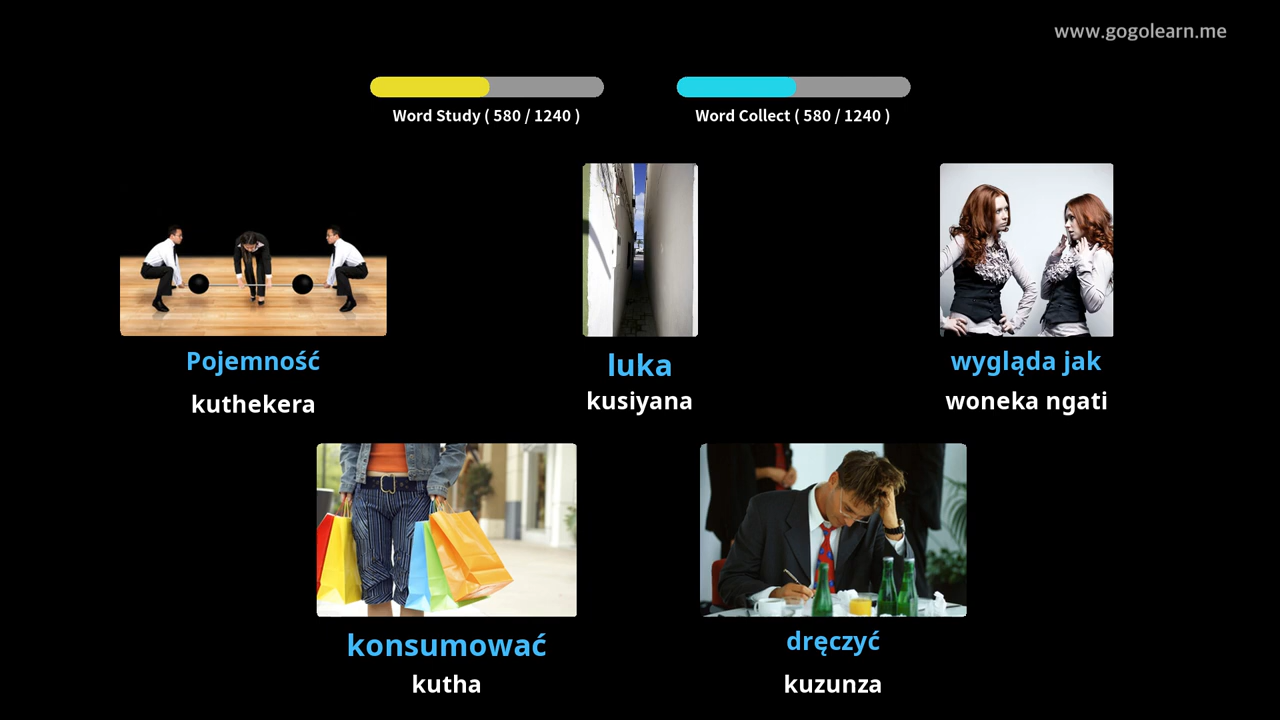 www.gogolearn.me
Word Study ( 580 / 1240 )
Word Collect ( 580 / 1240 )
Pojemność
kuthekera
luka
kusiyana
wygląda jak
woneka ngati
konsumować
kutha
dręczyć
kuzunza